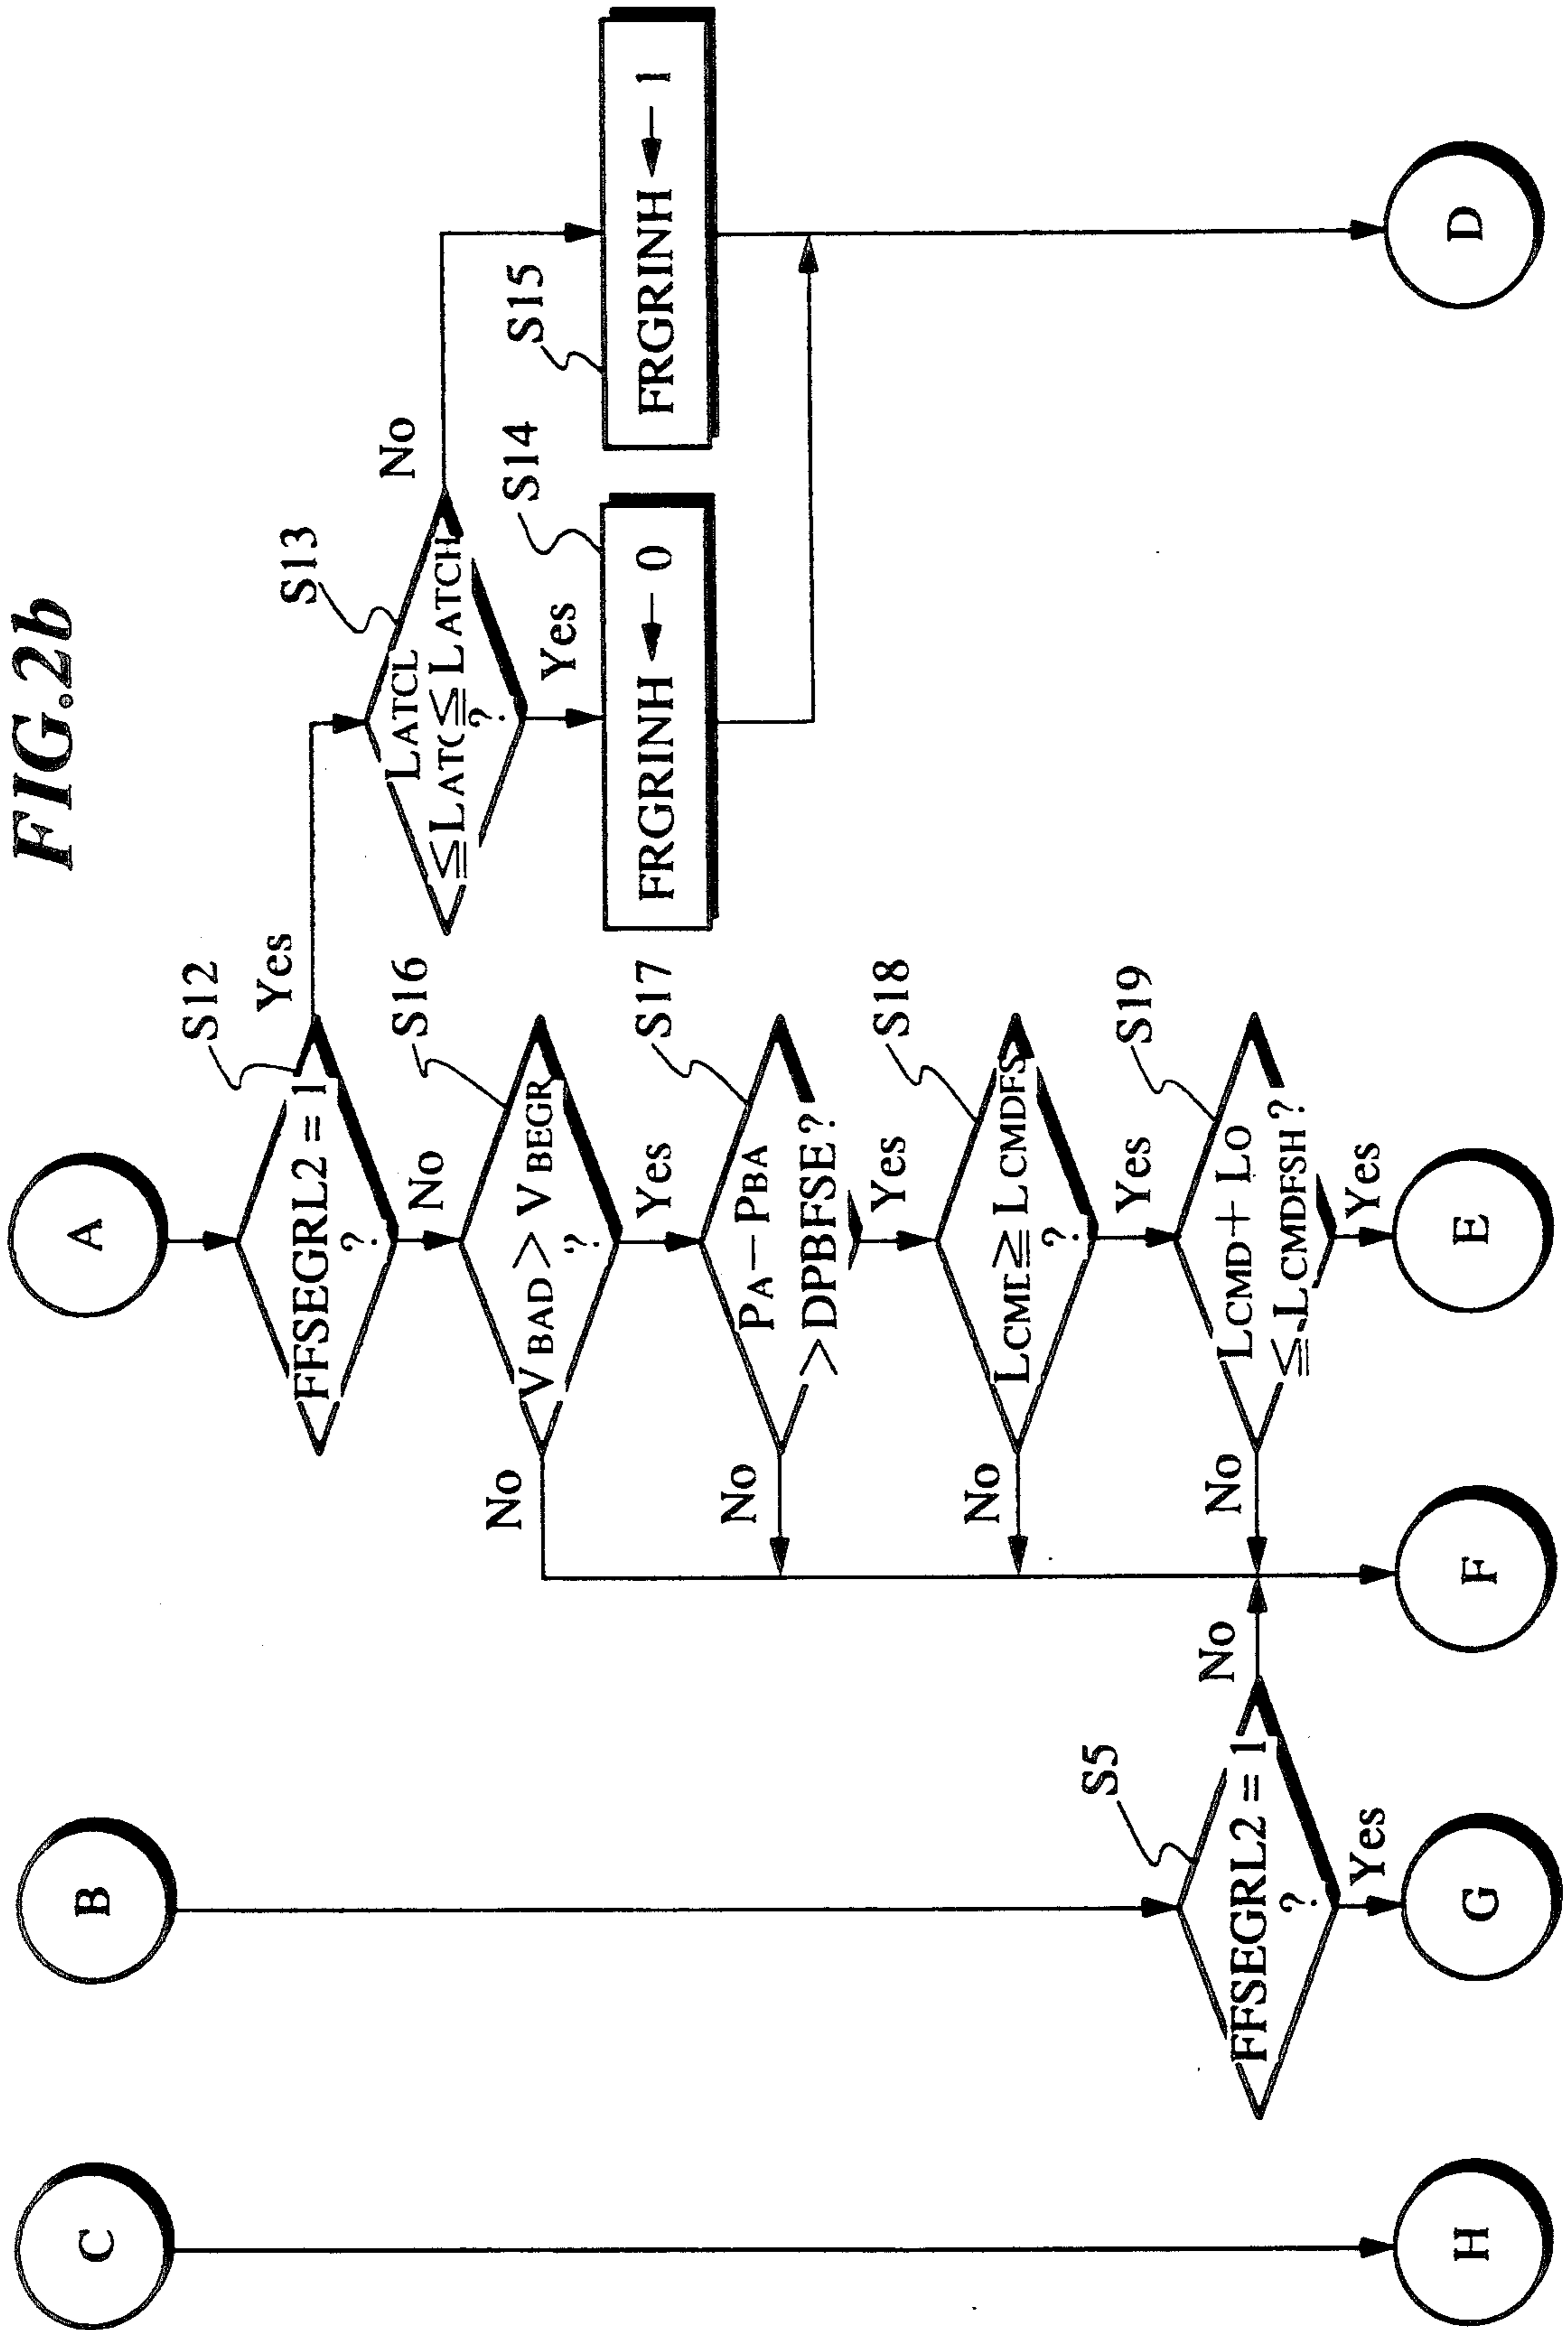 FIG.2b
C
B
A
S12
FFSEGRL2 = 1
?
Yes
No
S13
LATCL
≦LATC≦LATCH
?
No
Yes
S16
VBAD > VBEGR
?
No
Yes
S14
FRGRINH ← 0
S15
FRGRINH ← 1
S17
PA − PBA
>DPBFSE?
No
Yes
S18
LCML≧LCMDFS
?
No
Yes
S5
FFSEGRL2 = 1
?
No
Yes
S19
LCMD + LO
≦LCMDFSH?
No
Yes
H
G
F
E
D